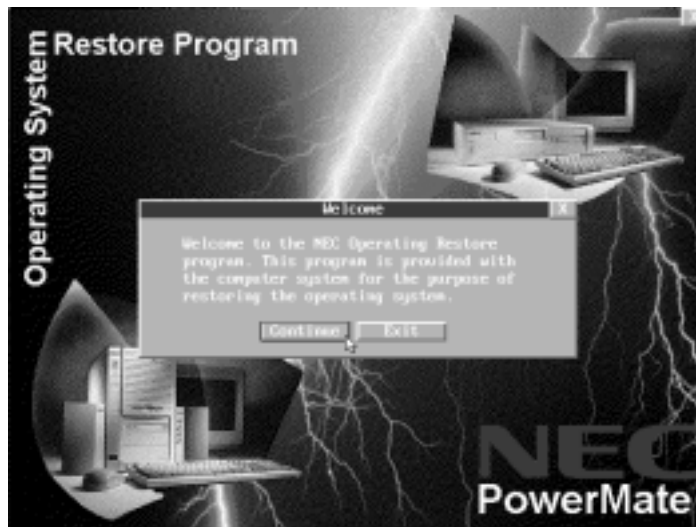 Restore Program
Operating System
Welcome
X
Welcome to the NEC Operating Restore
program. This program is provided with
the computer system for the purpose of
restoring the operating system.
Continue
Exit
NEC
PowerMate